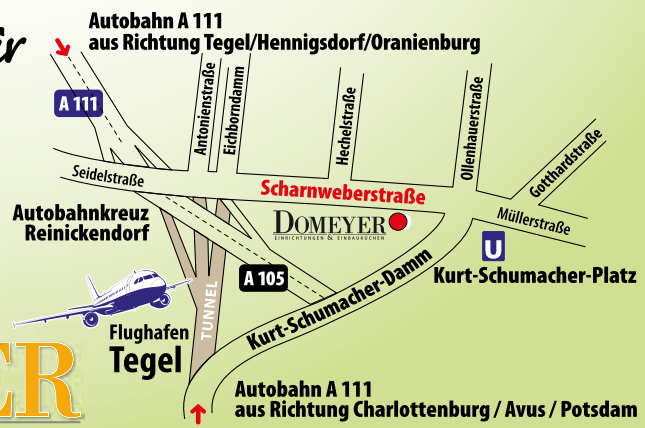 Autobahn A 111
aus Richtung Tegel/Hennigsdorf/Oranienburg
A 111
Antonienstraße
Eichborndamm
Hechelstraße
Ollenhauerstraße
Gotthardstraße
Seidelstraße
Scharnweberstraße
Müllerstraße
Autobahnkreuz
Reinickendorf
DOMEYER
EINRICHTUNGEN & EINBAUKÜCHEN
U
Kurt-Schumacher-Platz
A 105
Kurt-Schumacher-Damm
TUNNEL
Flughafen
Tegel
ER
Autobahn A 111
aus Richtung Charlottenburg / Avus / Potsdam